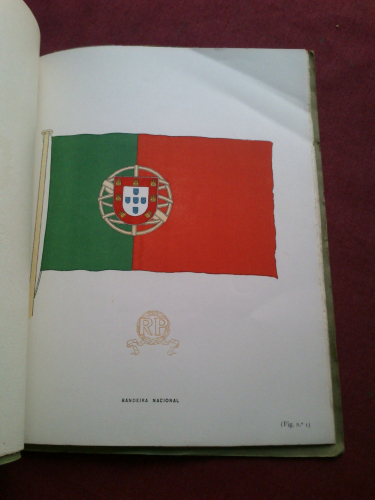 RP
BANDEIRA NACIONAL
(Fig. n.º 1)